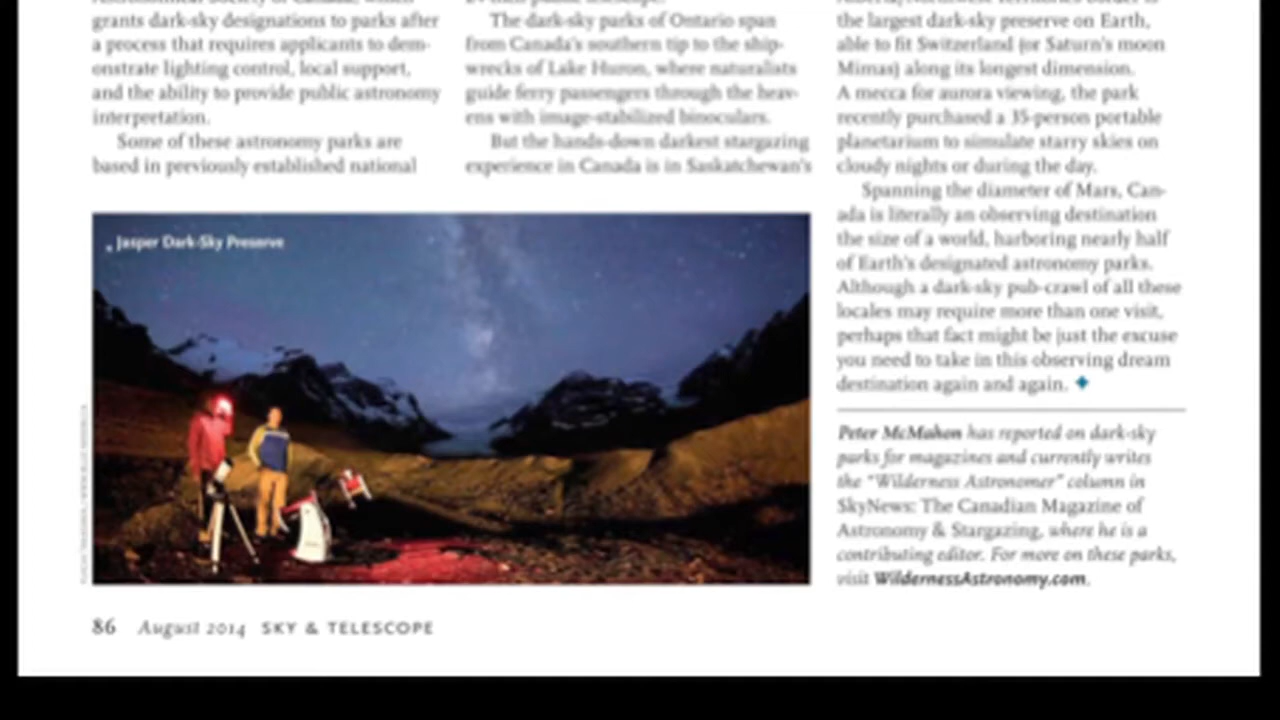 grants dark-sky designations to parks after
a process that requires applicants to dem-
onstrate lighting control, local support,
and the ability to provide public astronomy
interpretation.
Some of these astronomy parks are
based in previously established national
The dark-sky parks of Ontario span
from Canada's southern tip to the ship-
wrecks of Lake Huron, where naturalists
guide ferry passengers through the heav-
ens with image-stabilized binoculars.
But the hands-down darkest stargazing
experience in Canada is in Saskatchewan's
the largest dark-sky preserve on Earth,
able to fit Switzerland (or Saturn's moon
Mimas) along its longest dimension.
A mecca for aurora viewing, the park
recently purchased a 35-person portable
planetarium to simulate starry skies on
cloudy nights or during the day.
Spanning the diameter of Mars, Can-
ada is literally an observing destination
the size of a world, harboring nearly half
of Earth's designated astronomy parks.
Although a dark-sky pub-crawl of all these
locales may require more than one visit,
perhaps that fact might be just the excuse
you need to take in this observing dream
destination again and again.
Jasper Dark-Sky Preserve
Peter McMahon has reported on dark-sky
parks for magazines and currently writes
the "Wilderness Astronomer" column in
SkyNews: The Canadian Magazine of
Astronomy & Stargazing, where he is a
contributing editor. For more on these parks,
visit WildernessAstronomy.com.
86 August 2014 SKY & TELESCOPE